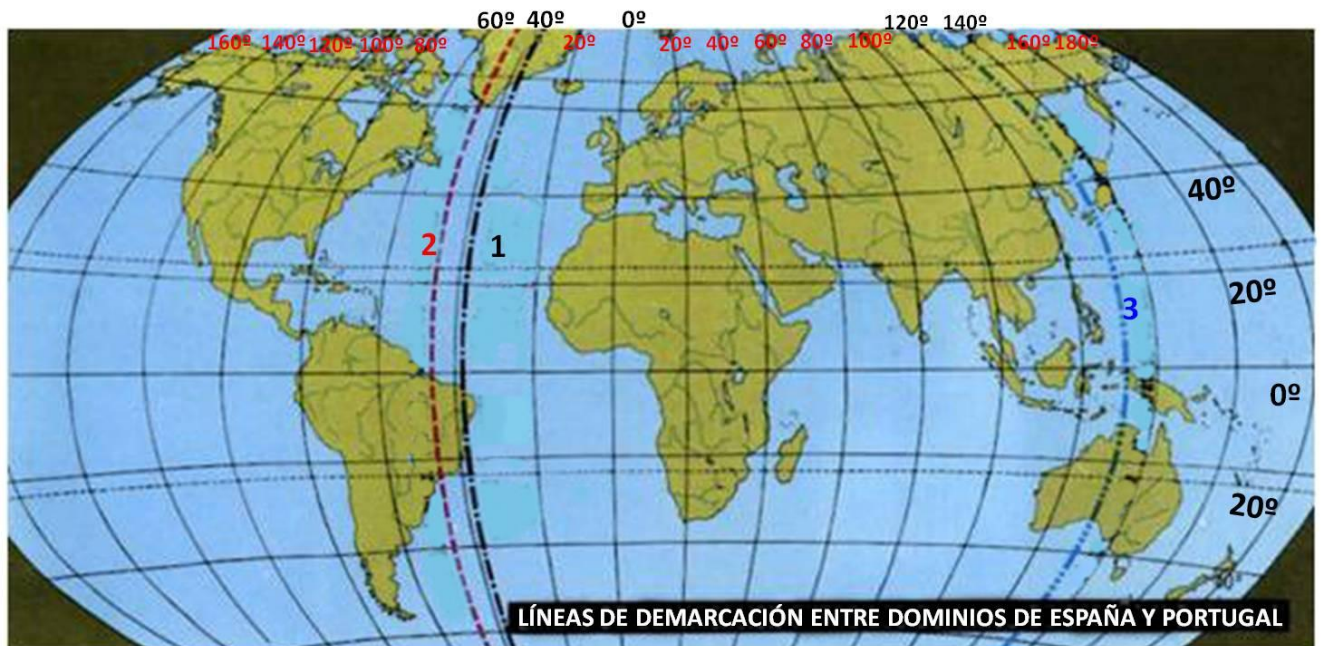 60º 40º 0º 120º 140º
160º 140º 120º 100º 80º 20º 20º 40º 60º 80º 100º 160º 180º
40º
2 1
20º
3
0º
20º
LÍNEAS DE DEMARCACIÓN ENTRE DOMINIOS DE ESPAÑA Y PORTUGAL